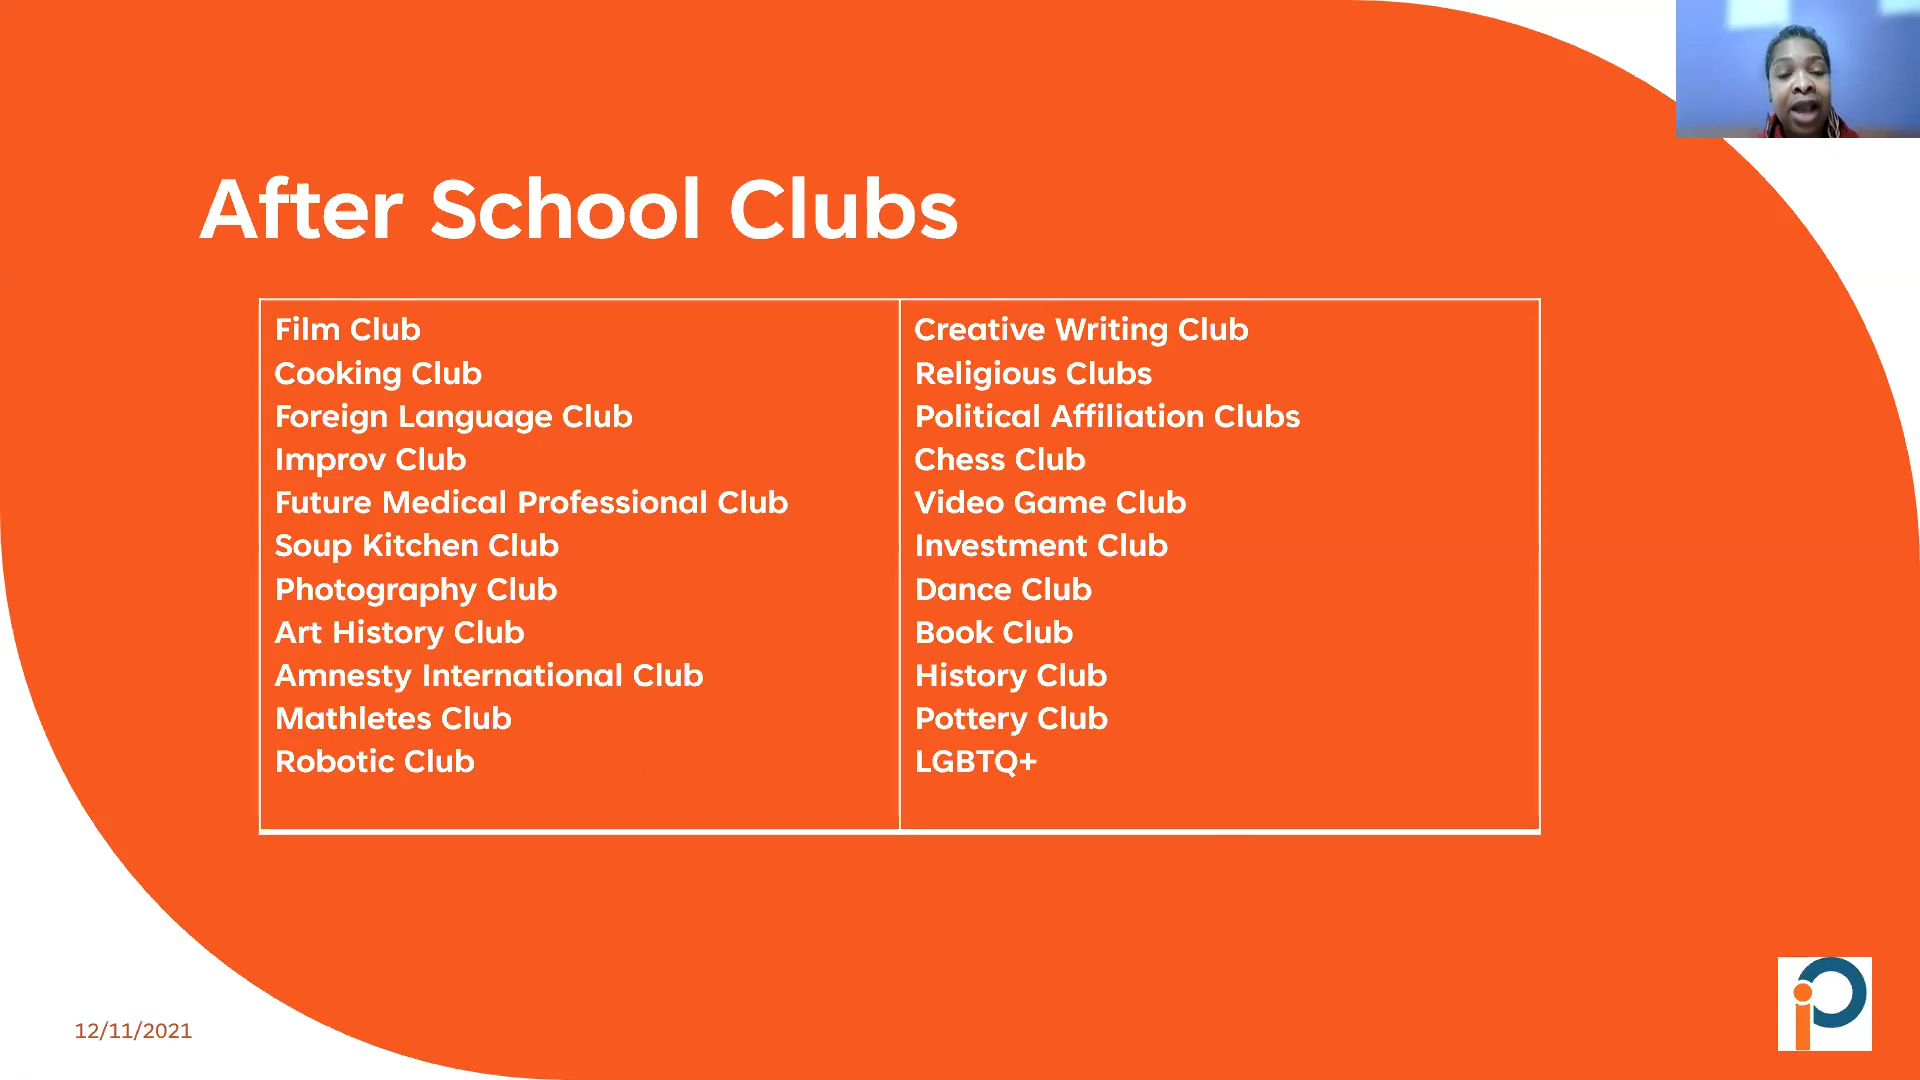 After School Clubs
Film Club
Cooking Club
Foreign Language Club
Improv Club
Future Medical Professional Club
Soup Kitchen Club
Photography Club
Art History Club
Amnesty International Club
Mathletes Club
Robotic Club
Creative Writing Club
Religious Clubs
Political Affiliation Clubs
Chess Club
Video Game Club
Investment Club
Dance Club
Book Club
History Club
Pottery Club
LGBTQ+
12/11/2021